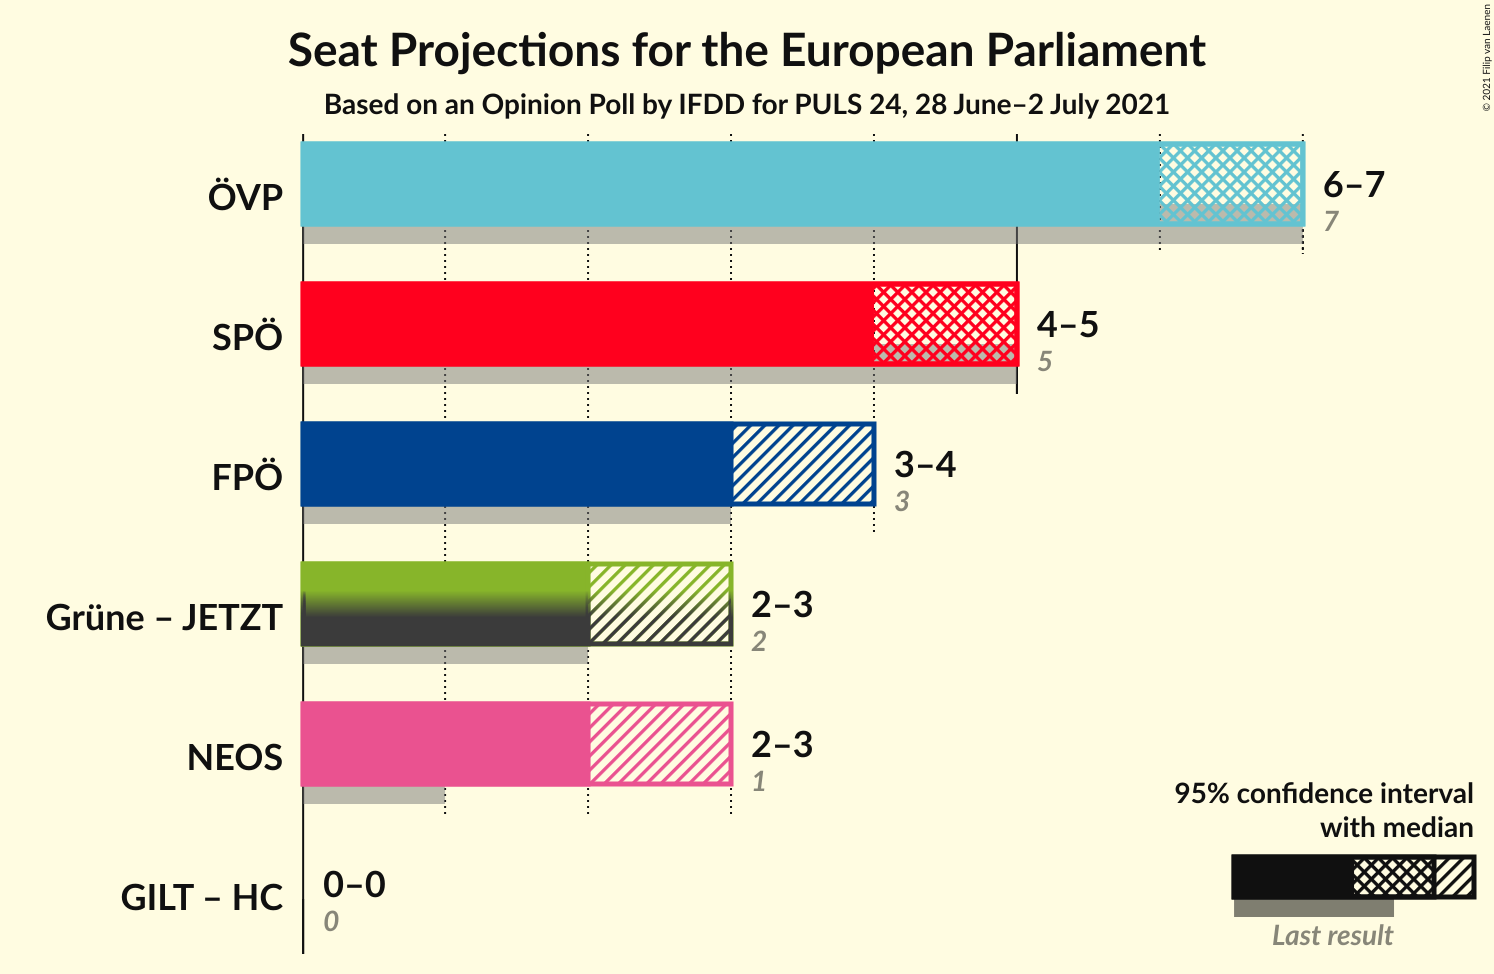 Seat Projections for the European Parliament
Based on an Opinion Poll by IFDD for PULS 24, 28 June–2 July 2021
© 2021 Filip van Laenen
ÖVP
6–7
7
SPÖ
4–5
5
FPÖ
3–4
3
Grüne – JETZT
2–3
2
NEOS
2–3
1
GILT – HC
0–0
0
95% confidence interval
with median
Last result